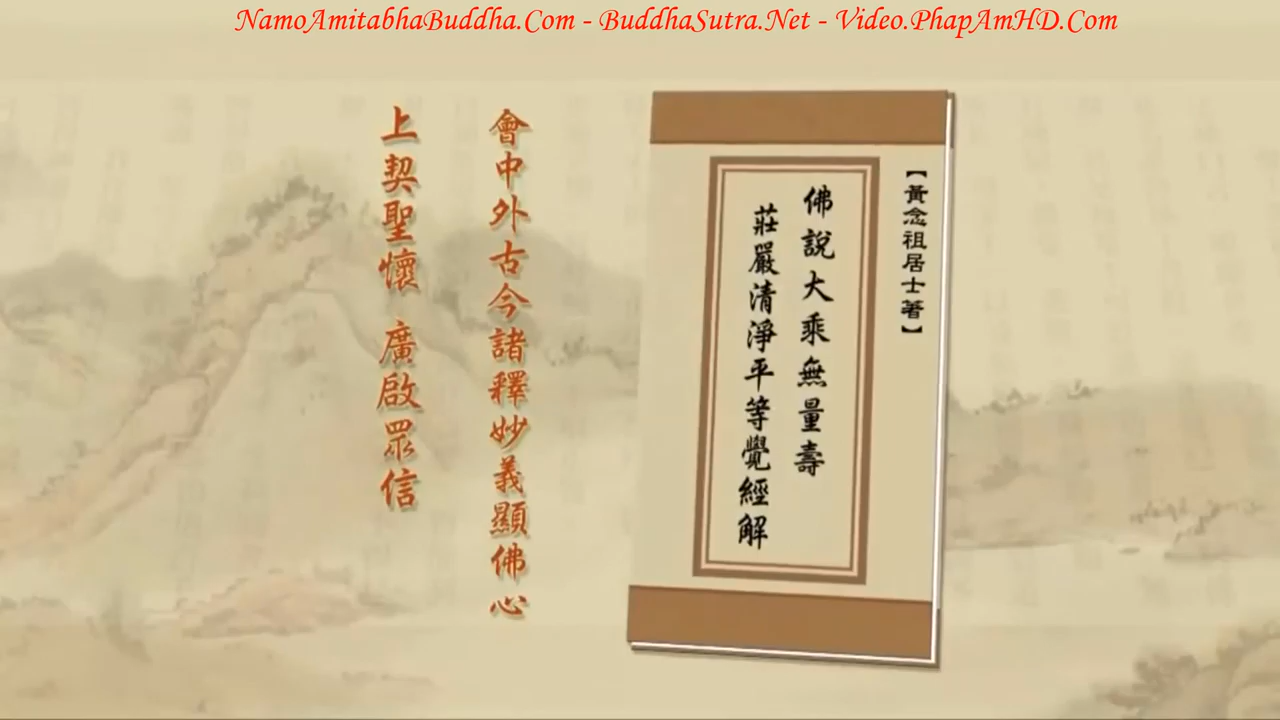 NamoAmitabhaBuddha.Com - BuddhaSutra.Net - Video.PhapAmHD.Com
【黃念祖居士著】
佛說大乘無量壽
莊嚴清淨平等覺經解
會中外古今諸釋妙義顯佛心
上契聖懷 廣啟眾信